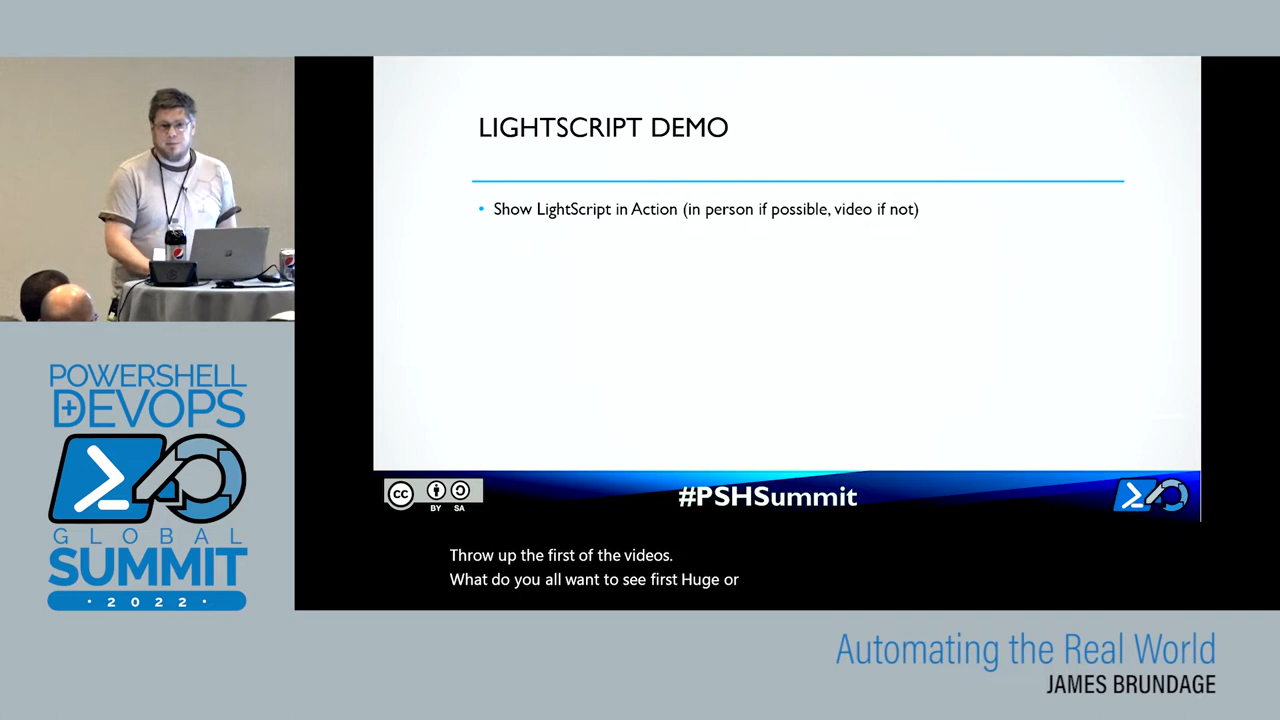 LIGHTSCRIPT DEMO
• Show LightScript in Action (in person if possible, video if not)
cc
BY SA
#PSHSummit
Throw up the first of the videos.
What do you all want to see first Huge or
POWERSHELL
+DEVOPS
GLOBAL
SUMMIT
· 2022 ·
Automating the Real World
JAMES BRUNDAGE